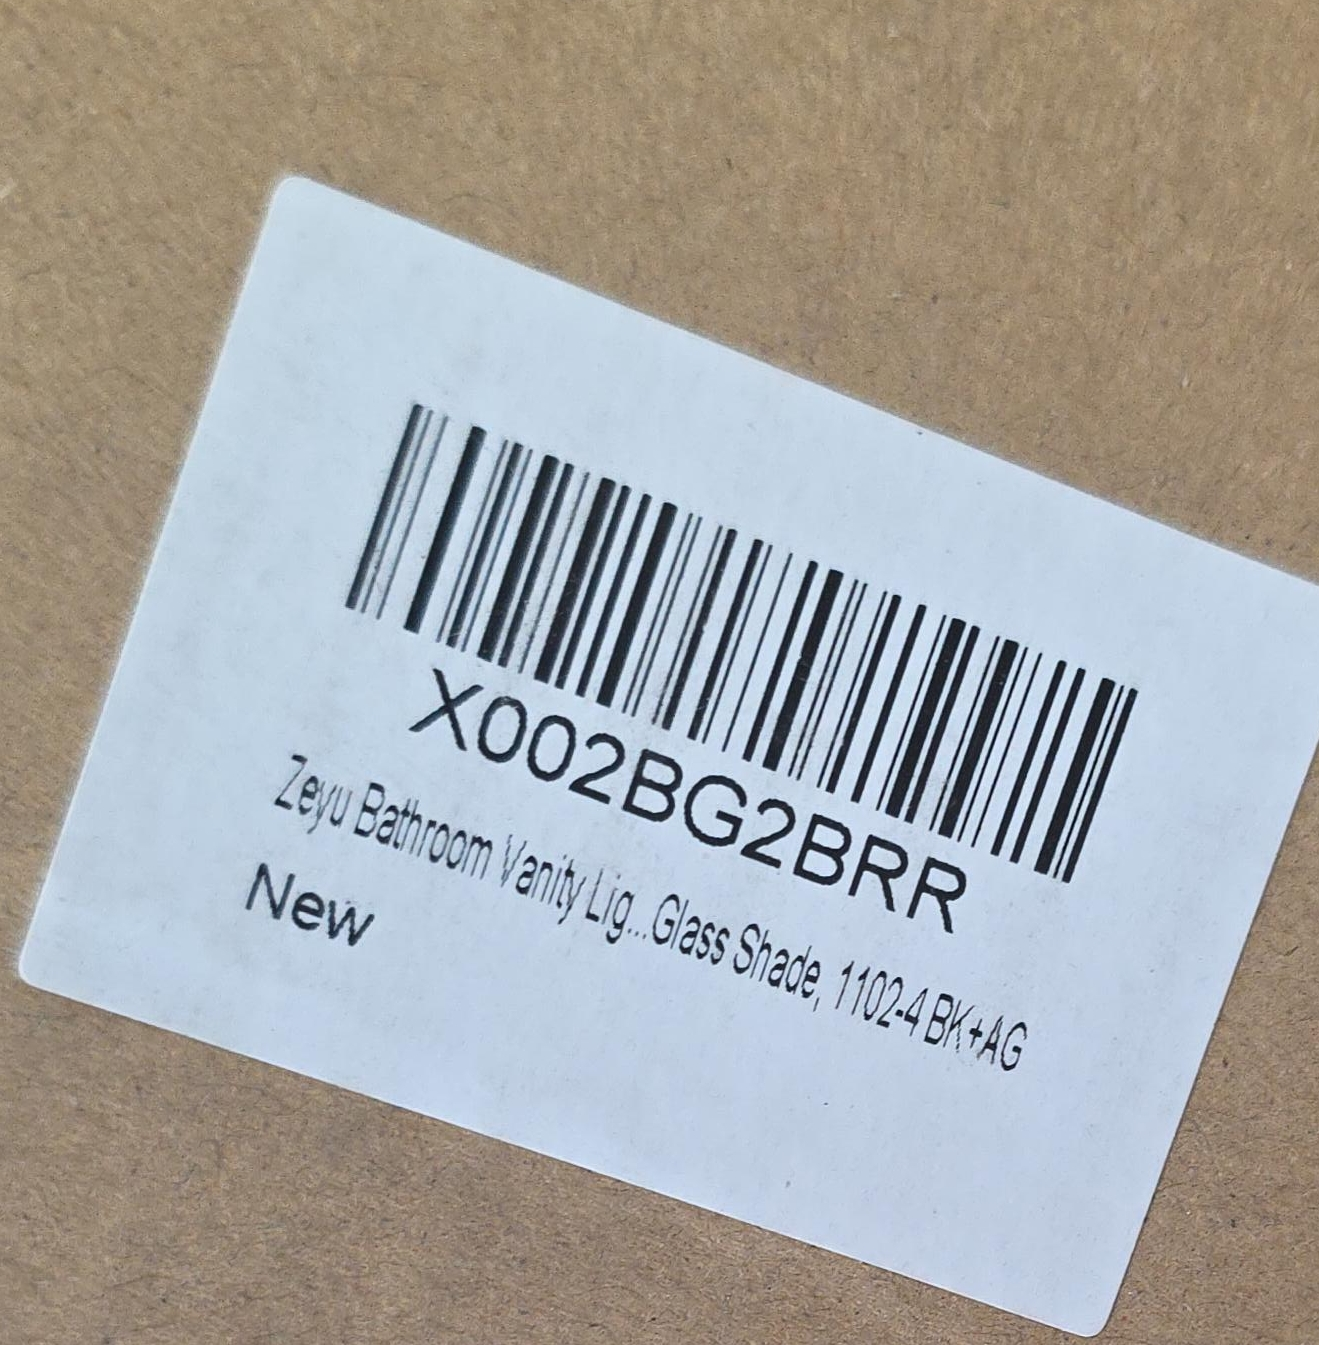 X002BG2BRR
Zeyu Bathroom Vanity Lig...Glass Shade, 1102-4 BK+AG
New